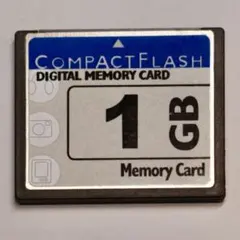 COMPACTFLASH
DIGITAL MEMORY CARD
1 GB
Memory Card